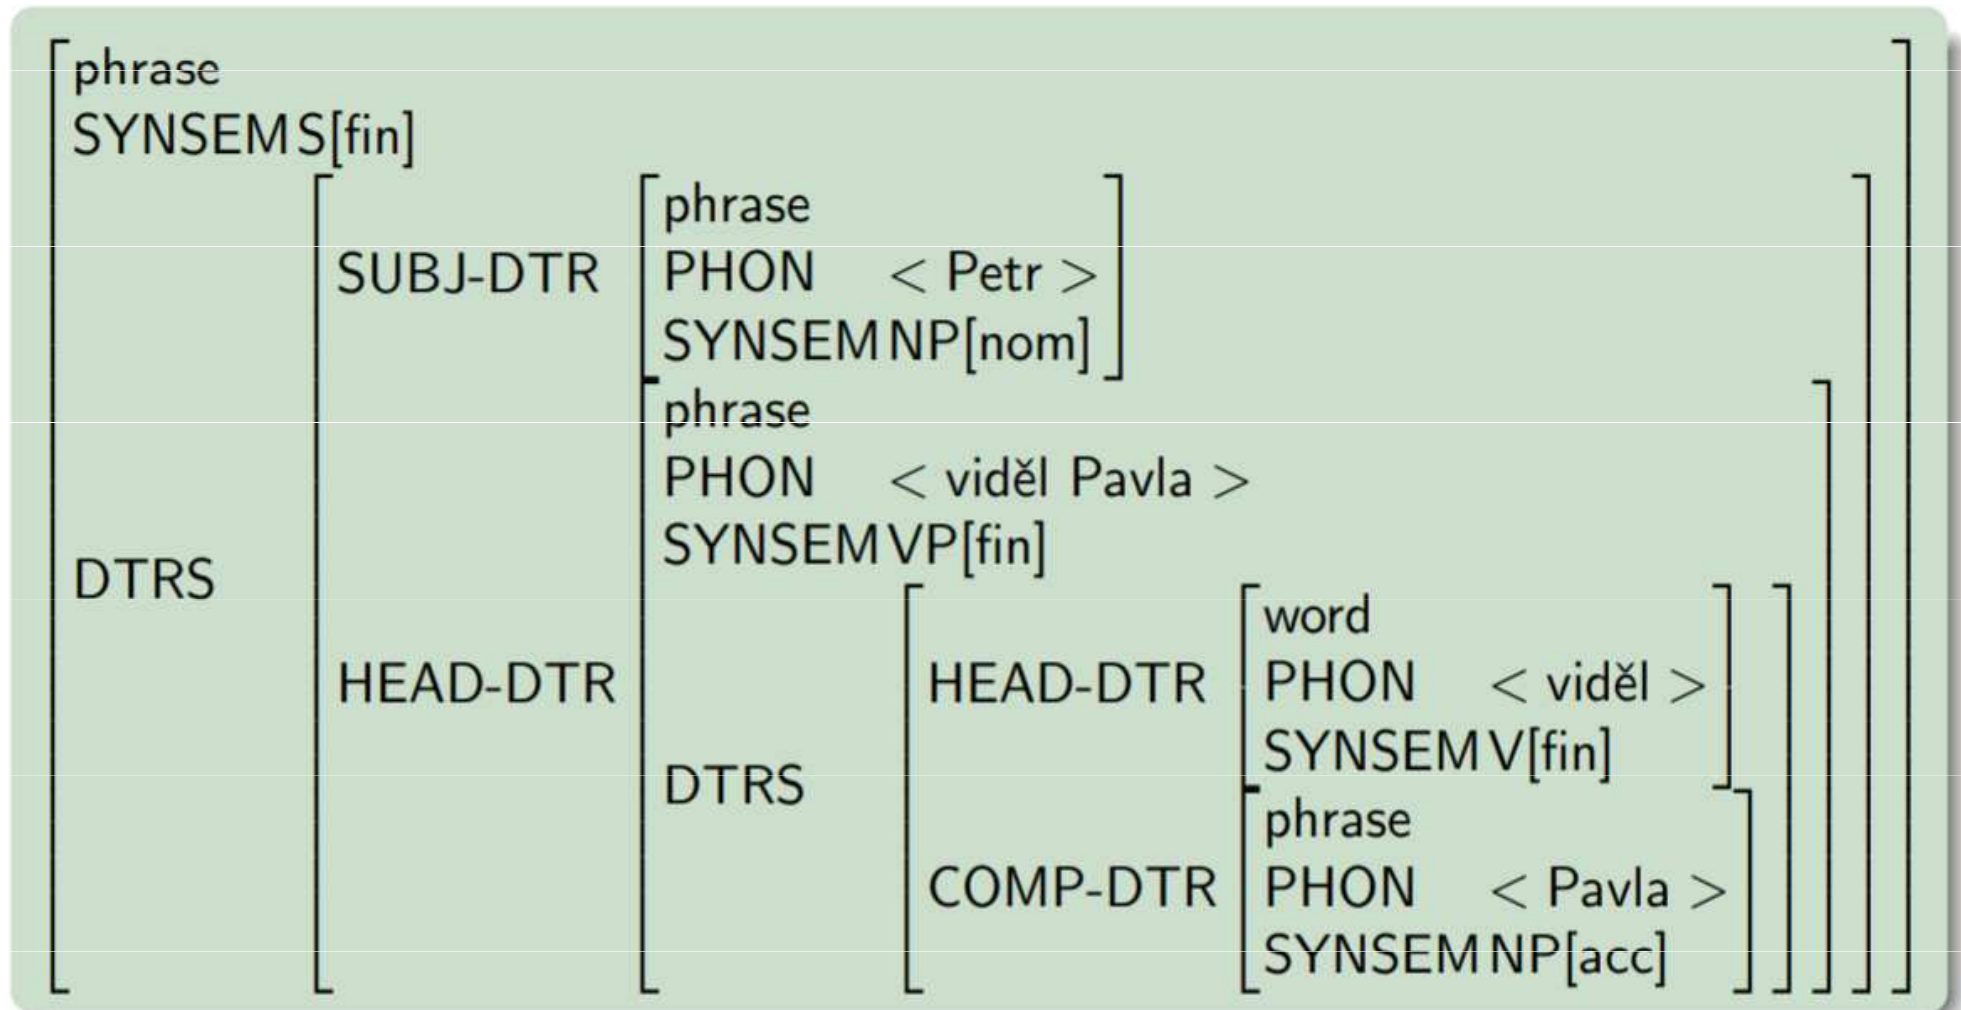 phrase
SYNSEM S[fin]
phrase
SUBJ-DTR PHON < Petr >
SYNSEM NP[nom]
phrase
PHON < viděl Pavla >
SYNSEM VP[fin]
DTRS
word
HEAD-DTR HEAD-DTR PHON < viděl >
SYNSEM V[fin]
DTRS
phrase
COMP-DTR PHON < Pavla >
SYNSEM NP[acc]